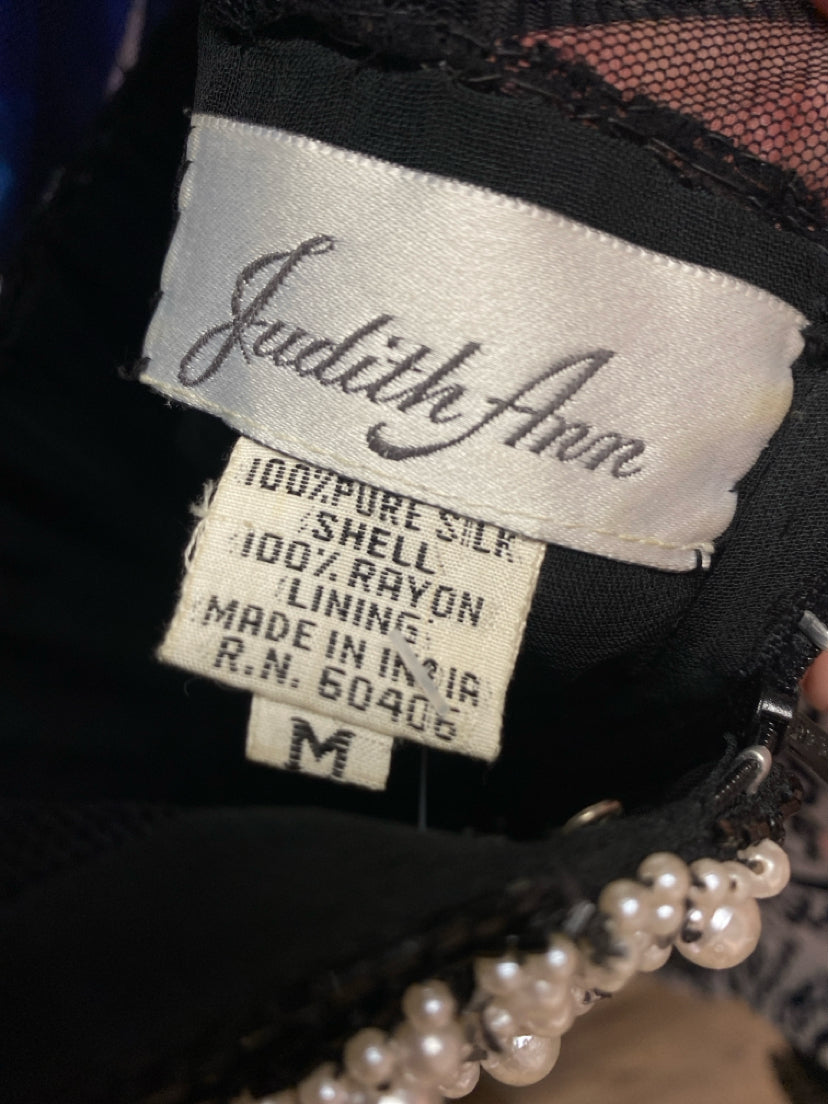 Judith Ann
100% PURE SILK
SHELL
100% RAYON
LINING
MADE IN INDIA
R.N. 60406
M